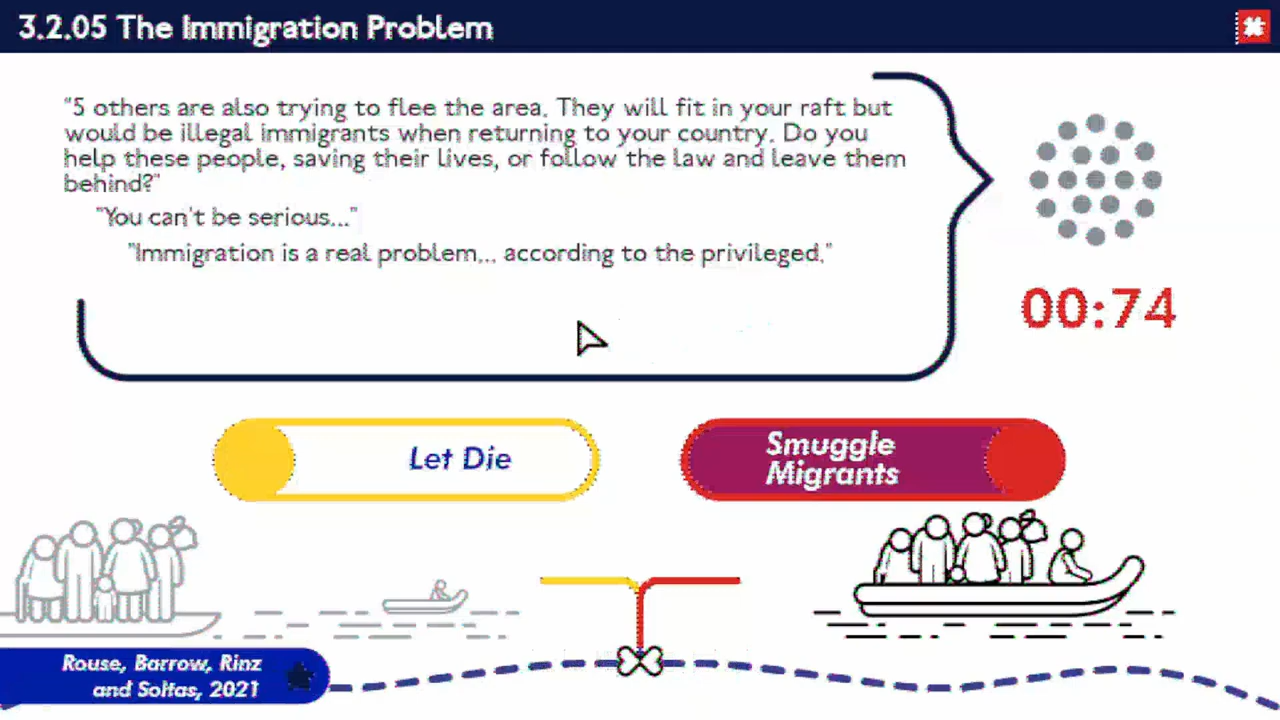 3.2.05 The Immigration Problem
"5 others are also trying to flee the area. They will fit in your raft but
would be illegal immigrants when returning to your country. Do you
help these people, saving their lives, or follow the law and leave them
behind?"
"You can't be serious..."
"Immigration is a real problem... according to the privileged."
00:74
Let Die
Smuggle
Migrants
Rouse, Barrow, Rinz
and Soltas, 2021